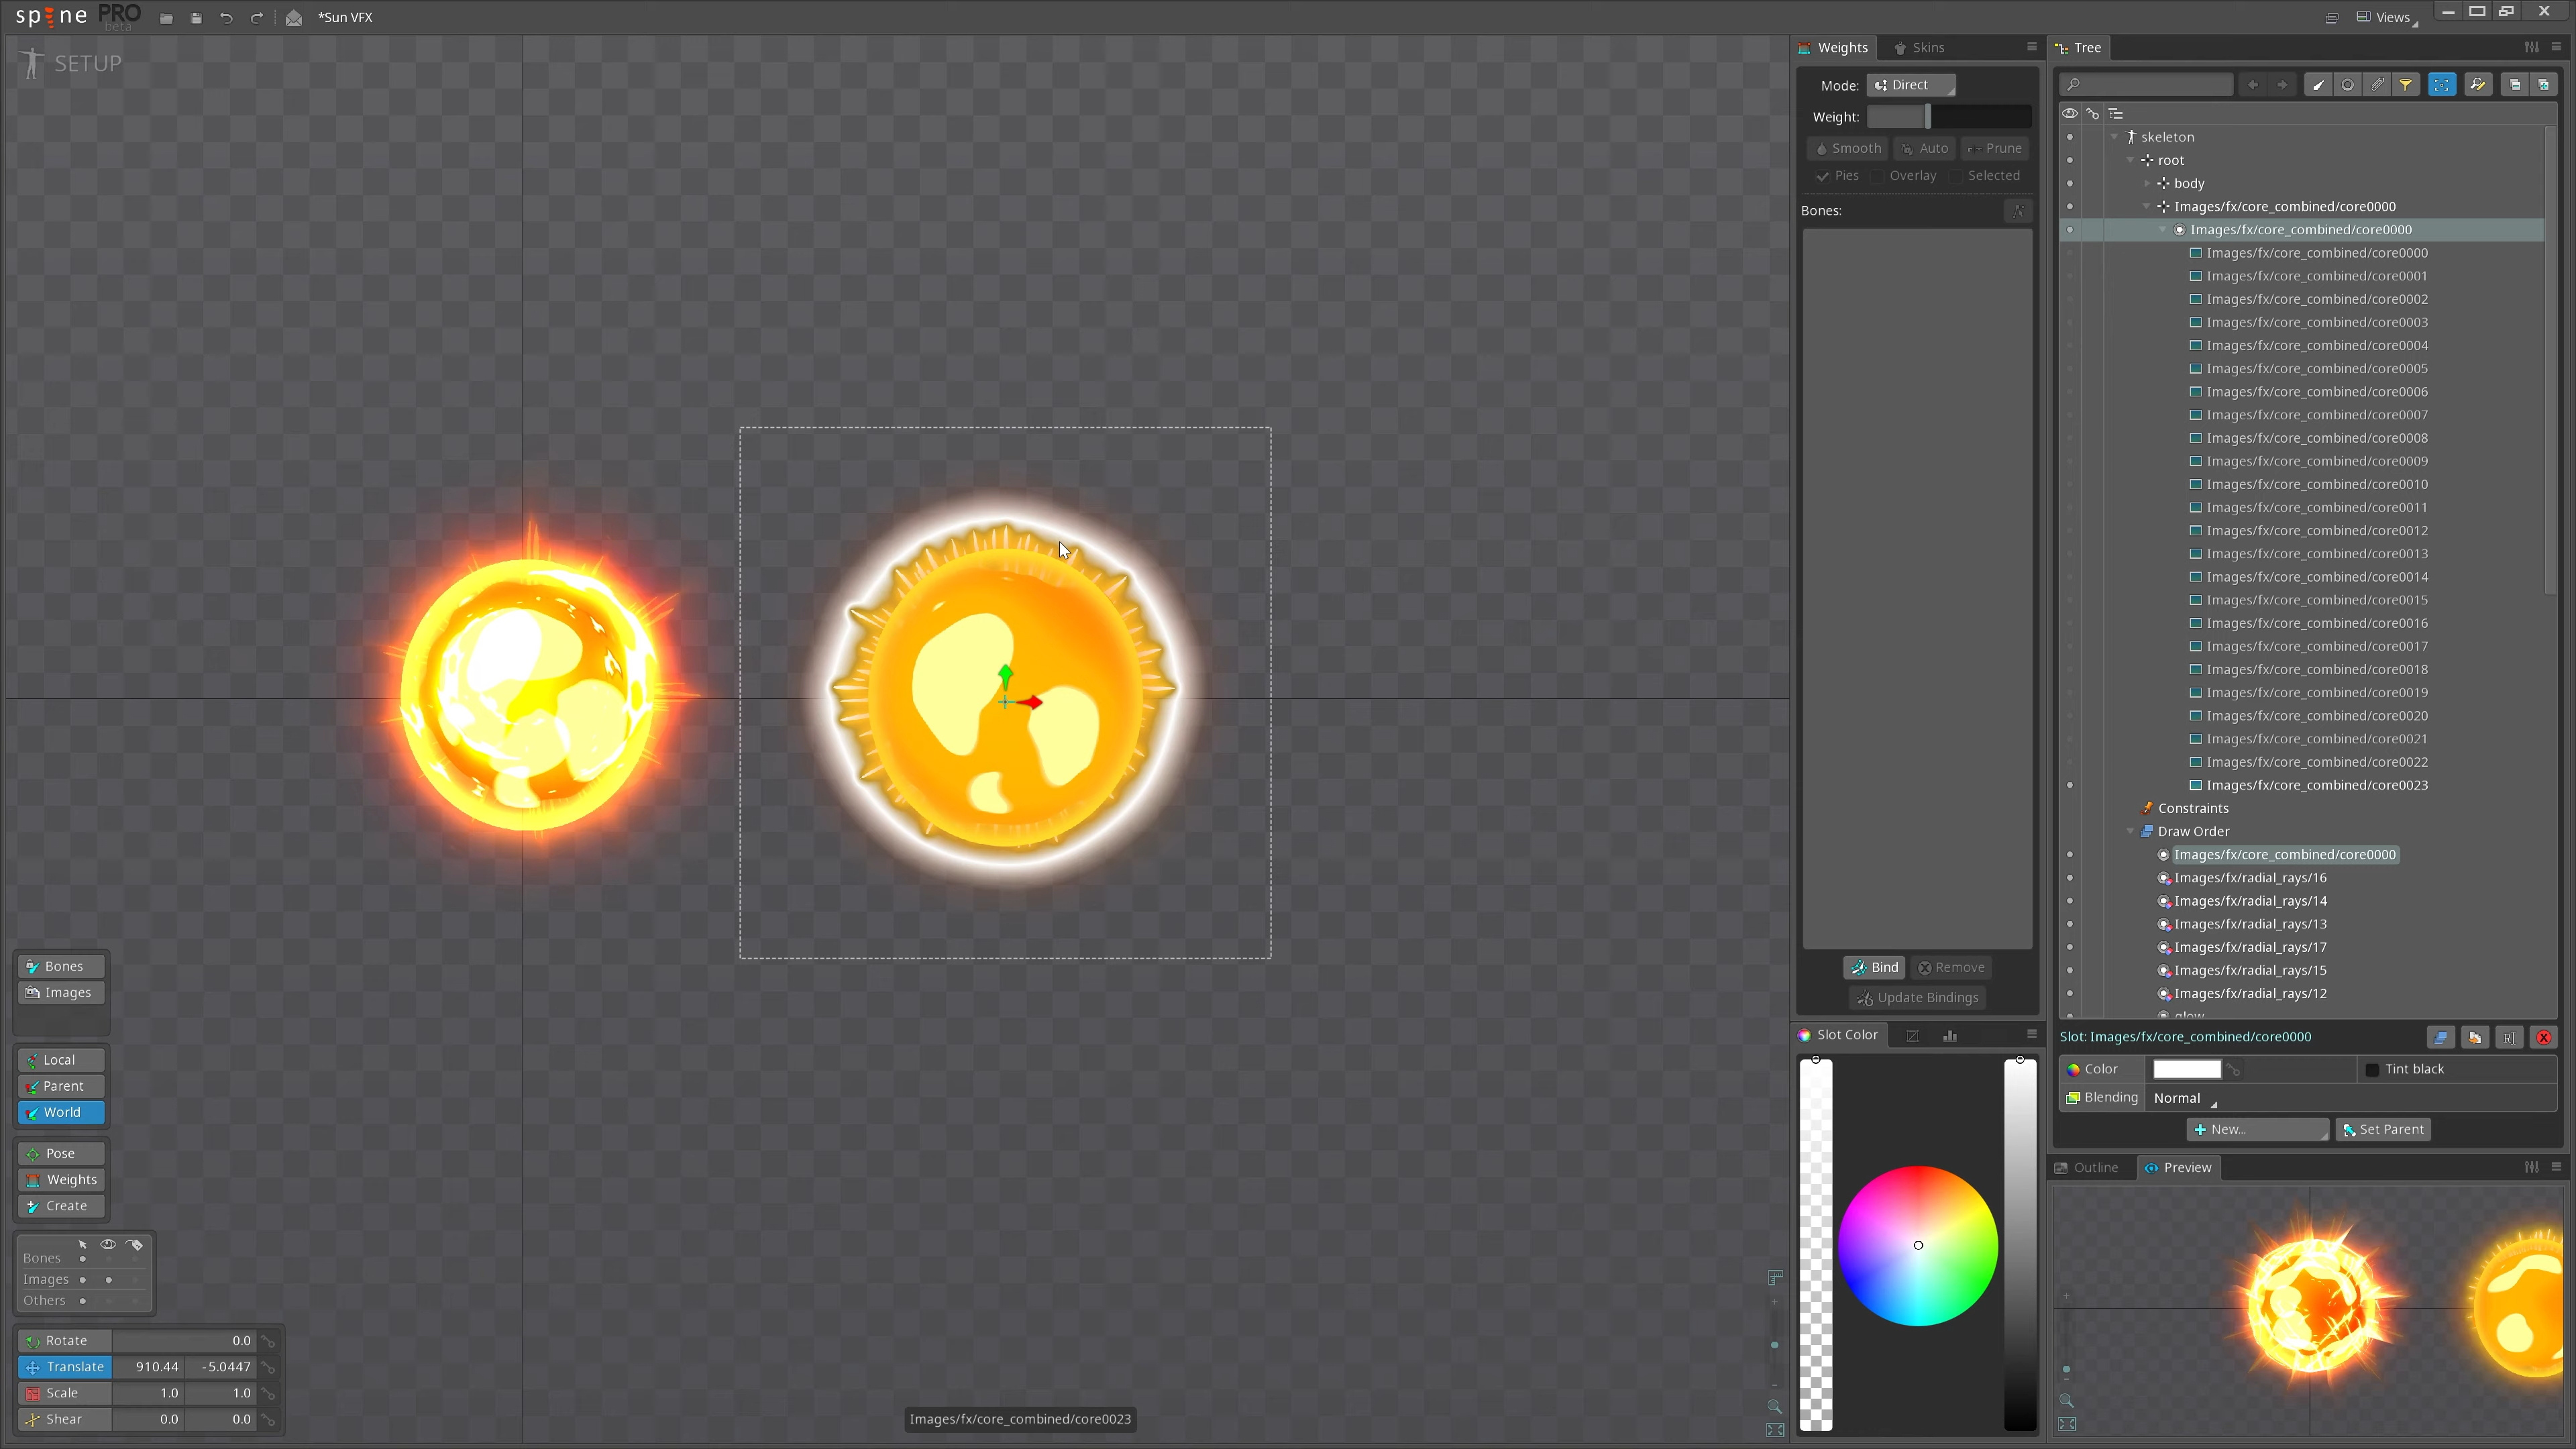 spine PRO beta
*Sun VFX
Views
SETUP
Weights
Skins
Mode: Direct
Weight:
Smooth
Auto
Prune
Pies
Overlay
Selected
Bones:
Bind
Remove
Update Bindings
Slot Color
Tree
skeleton
root
body
Images/fx/core_combined/core0000
Images/fx/core_combined/core0000
Images/fx/core_combined/core0000
Images/fx/core_combined/core0001
Images/fx/core_combined/core0002
Images/fx/core_combined/core0003
Images/fx/core_combined/core0004
Images/fx/core_combined/core0005
Images/fx/core_combined/core0006
Images/fx/core_combined/core0007
Images/fx/core_combined/core0008
Images/fx/core_combined/core0009
Images/fx/core_combined/core0010
Images/fx/core_combined/core0011
Images/fx/core_combined/core0012
Images/fx/core_combined/core0013
Images/fx/core_combined/core0014
Images/fx/core_combined/core0015
Images/fx/core_combined/core0016
Images/fx/core_combined/core0017
Images/fx/core_combined/core0018
Images/fx/core_combined/core0019
Images/fx/core_combined/core0020
Images/fx/core_combined/core0021
Images/fx/core_combined/core0022
Images/fx/core_combined/core0023
Constraints
Draw Order
Images/fx/core_combined/core0000
Images/fx/radial_rays/16
Images/fx/radial_rays/14
Images/fx/radial_rays/13
Images/fx/radial_rays/17
Images/fx/radial_rays/15
Images/fx/radial_rays/12
glow
Slot: Images/fx/core_combined/core0000
Color
Tint black
Blending Normal
New...
Set Parent
Outline
Preview
Bones
Images
Local
Parent
World
Pose
Weights
Create
Bones
Images
Others
Rotate 0.0
Translate 910.44 -5.0447
Scale 1.0 1.0
Shear 0.0 0.0
Images/fx/core_combined/core0023